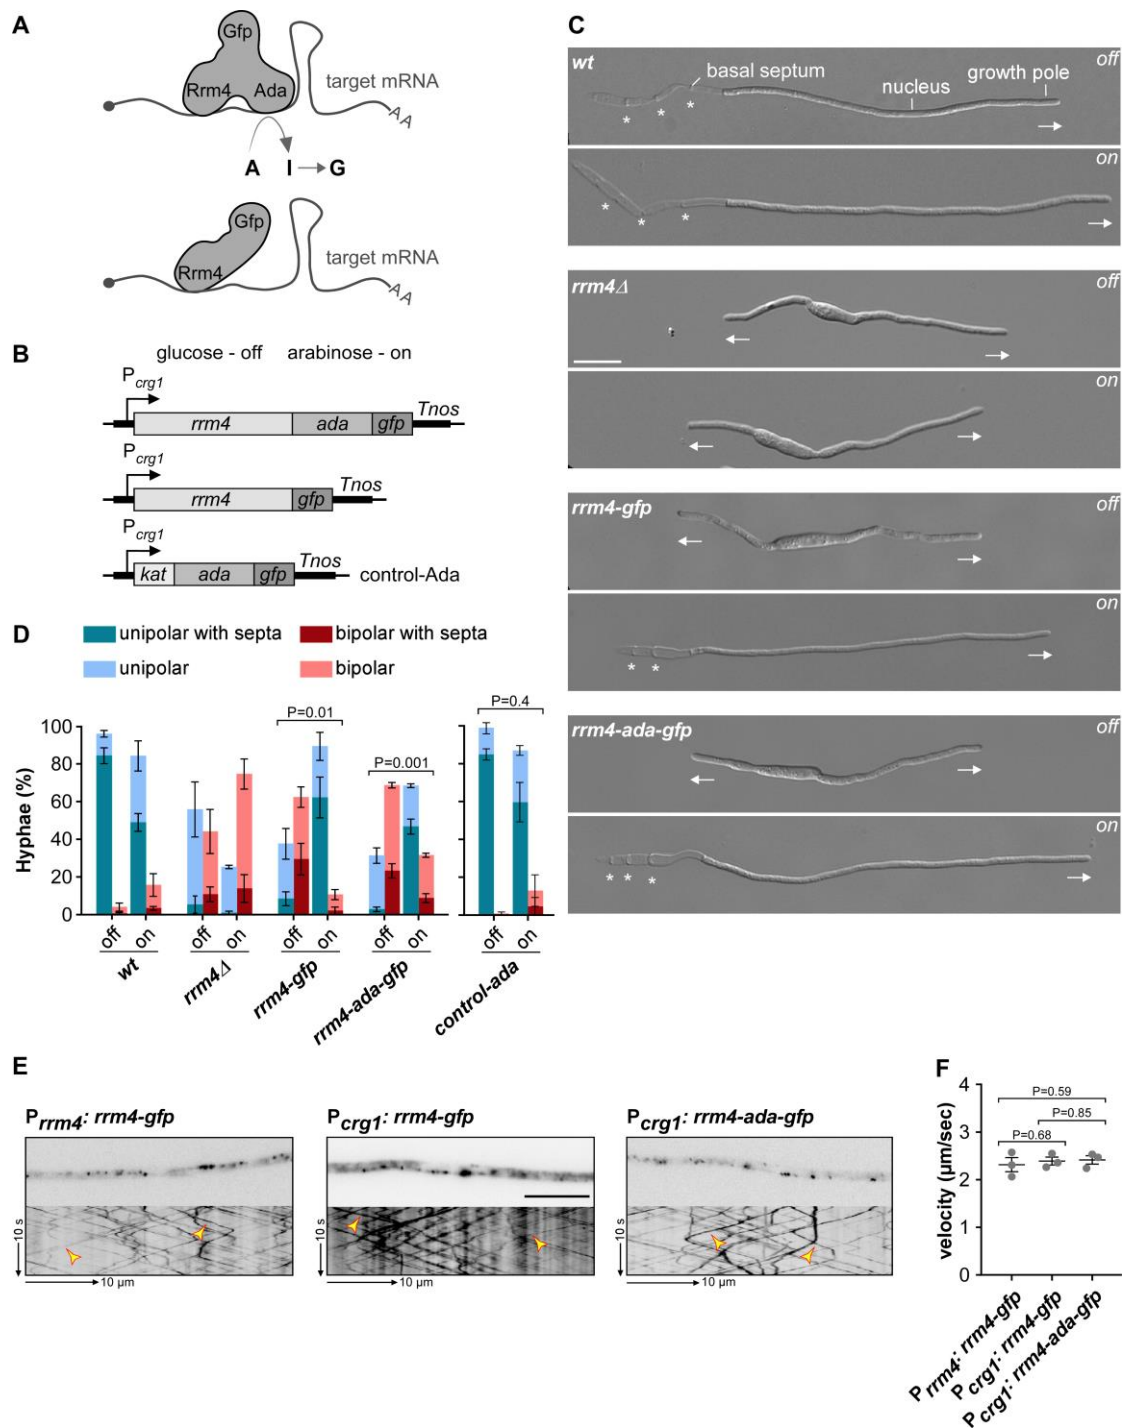 A
Gfp
Rrm4 Ada
target mRNA
AA
A I G
Gfp
Rrm4
target mRNA
AA
B
glucose - off arabinose - on
Pcrg1
rrm4 ada gfp Tnos
Pcrg1
rrm4 gfp Tnos
Pcrg1
kat ada gfp Tnos control-Ada
C
wt off
basal septum
nucleus
growth pole
* * *
on
* * *
rrm4Δ off
on
rrm4-gfp off
on
* *
rrm4-ada-gfp off
on
* * *
D
unipolar with septa bipolar with septa
unipolar bipolar
Hyphae (%)
100
80
60
40
20
0
P=0.01
P=0.001
P=0.4
off on off on off on off on off on
wt rrm4Δ rrm4-gfp rrm4-ada-gfp control-ada
E
Prrm4: rrm4-gfp Pcrg1: rrm4-gfp Pcrg1: rrm4-ada-gfp
10 s 10 s 10 s
10 µm 10 µm 10 µm
F
velocity (µm/sec)
4
3
2
1
0
P=0.59
P=0.85
P=0.68
Prrm4: rrm4-gfp
Pcrg1: rrm4-gfp
Pcrg1: rrm4-ada-gfp